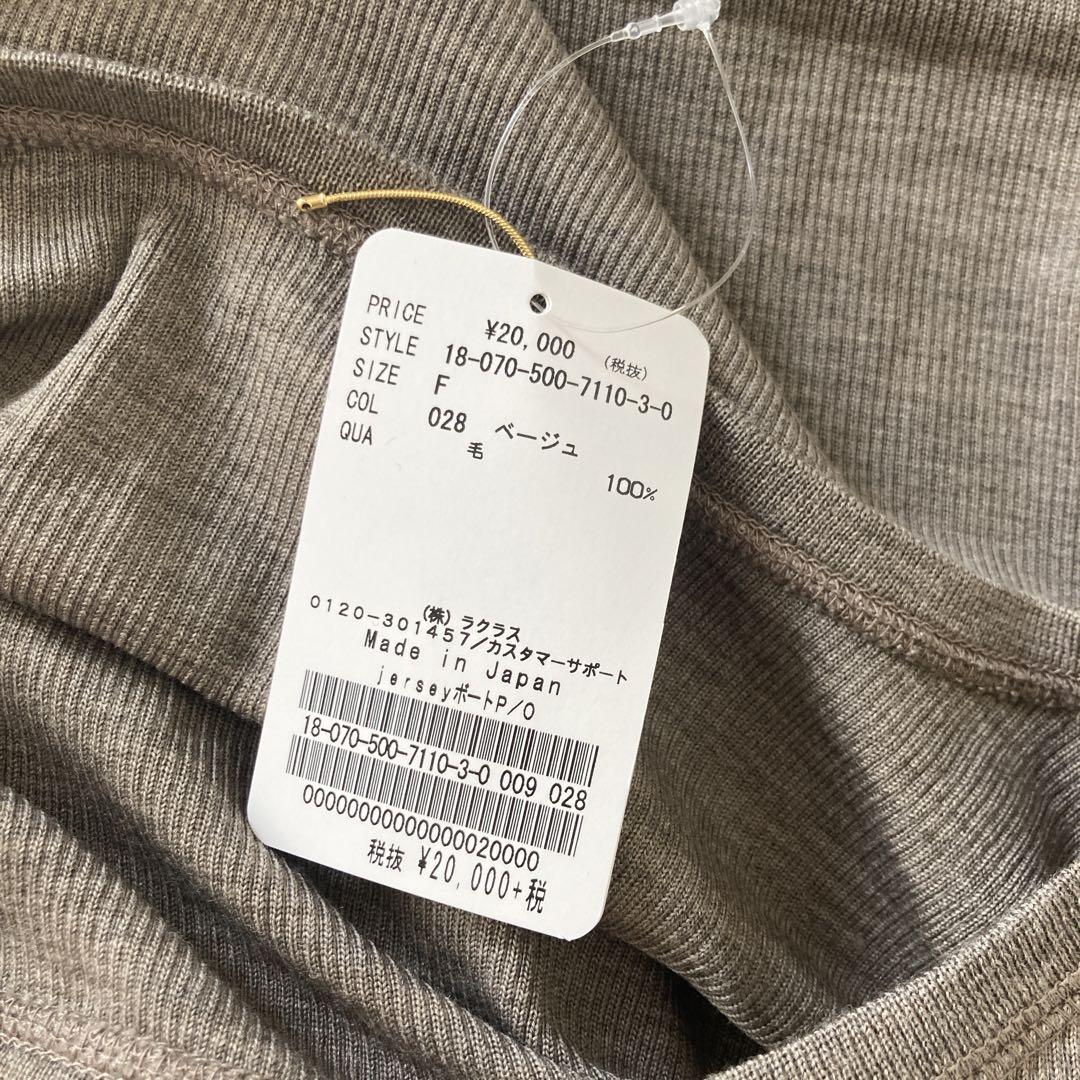 PRICE ¥20,000 (税抜)
STYLE 18-070-500-7110-3-0
SIZE F
COL 028 ベージュ
QUA 毛 100%
(株) ラクラス
0120-301457/カスタマーサポート
Made in Japan
jerseyボートP/O
18-070-500-7110-3-0 009 028
00000000000000020000
税抜 ¥20,000+税